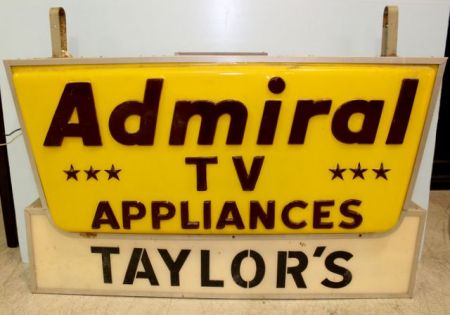 Admiral
*** TV ***
APPLIANCES
TAYLOR'S